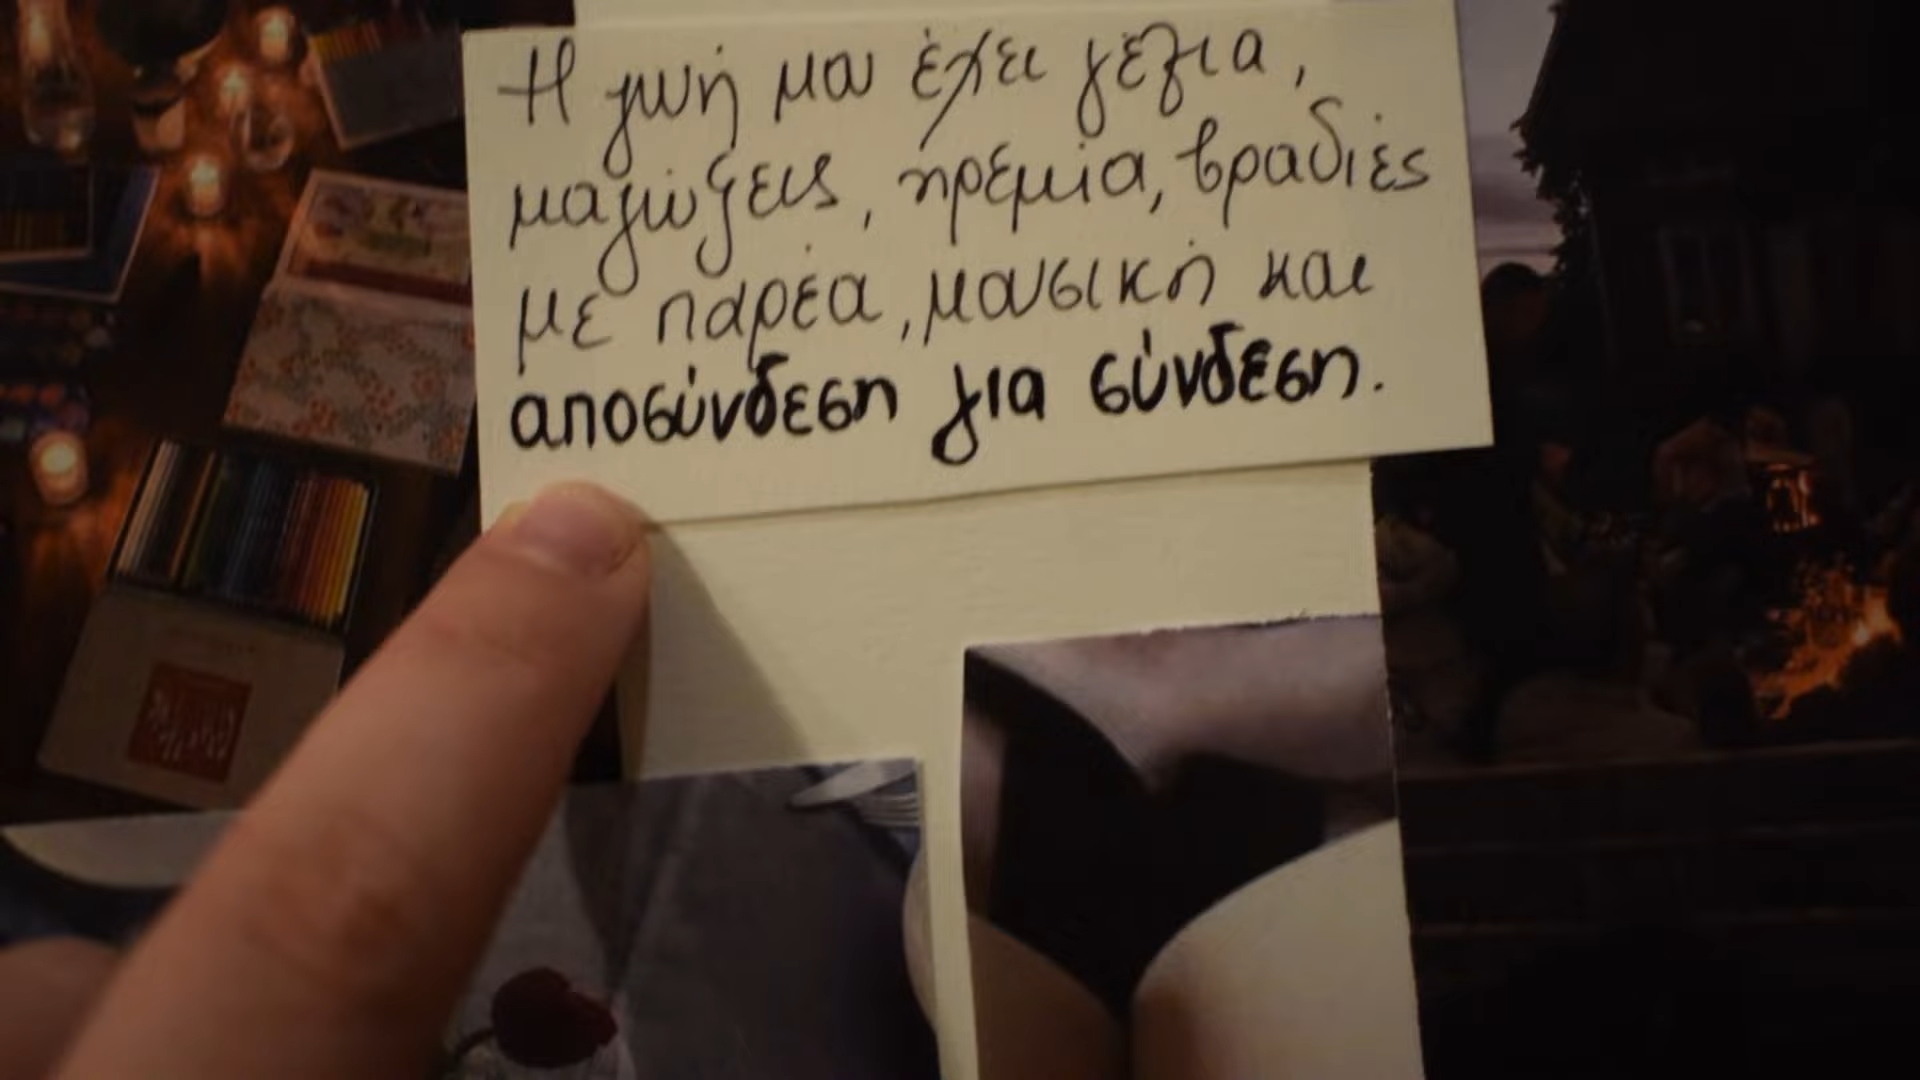 Η ζωή μου έχει γέλια,
μαζώξεις, ηρεμία, βραδιές
με παρέα, μουσική και
αποσύνδεση για σύνδεση.